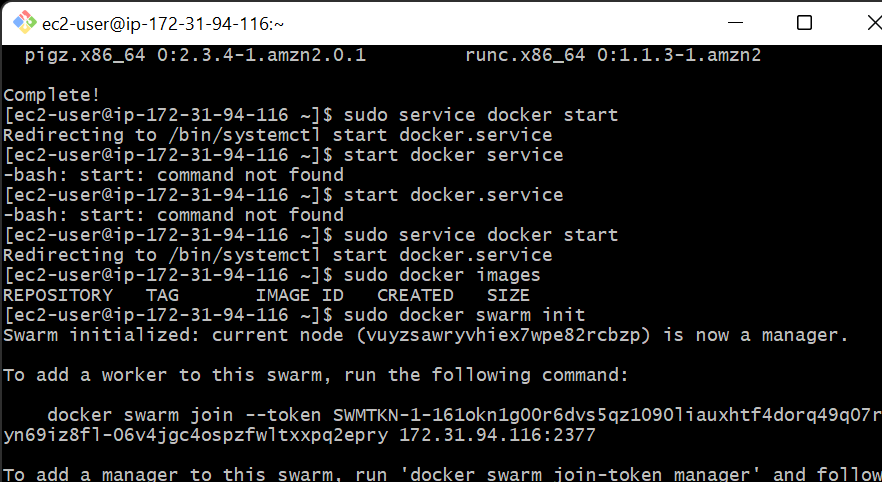 ec2-user@ip-172-31-94-116:~
pigz.x86_64 0:2.3.4-1.amzn2.0.1 runc.x86_64 0:1.1.3-1.amzn2
Complete!
[ec2-user@ip-172-31-94-116 ~]$ sudo service docker start
Redirecting to /bin/systemctl start docker.service
[ec2-user@ip-172-31-94-116 ~]$ start docker service
-bash: start: command not found
[ec2-user@ip-172-31-94-116 ~]$ start docker.service
-bash: start: command not found
[ec2-user@ip-172-31-94-116 ~]$ sudo service docker start
Redirecting to /bin/systemctl start docker.service
[ec2-user@ip-172-31-94-116 ~]$ sudo docker images
REPOSITORY TAG IMAGE ID CREATED SIZE
[ec2-user@ip-172-31-94-116 ~]$ sudo docker swarm init
Swarm initialized: current node (vuyzsawryvhiex7wpe82rcbzp) is now a manager.
To add a worker to this swarm, run the following command:
docker swarm join --token SWMTKN-1-161okn1g00r6dvs5qz1090liauxhtf4dorq49q07r
yn69iz8fl-06v4jgc4ospzfwltxxpq2epry 172.31.94.116:2377
To add a manager to this swarm, run 'docker swarm join-token manager' and follow